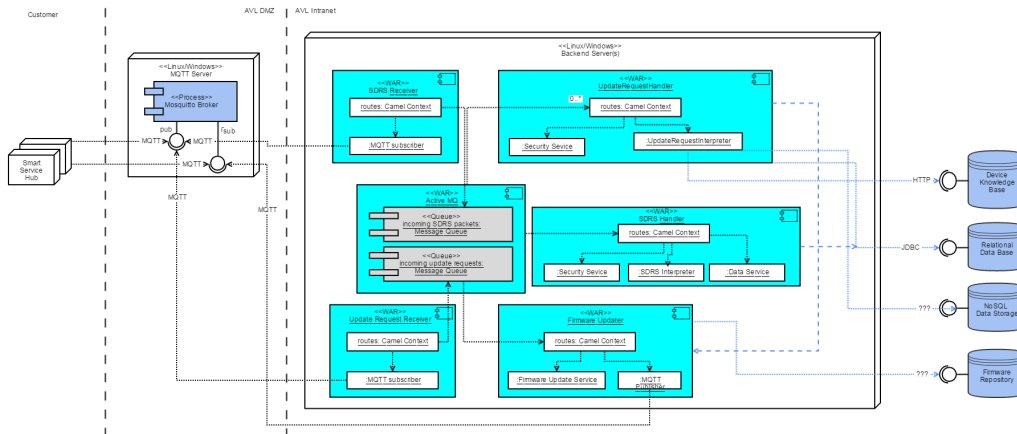 Customer
AVL DMZ
AVL Intranet
<<Linux/Windows>>
Backend Server(s)
<<Linux/Windows>>
MQTT Server
<<Process>>
Mosquitto Broker
pub
sub
MQTT
MQTT
MQTT
MQTT
MQTT
MQTT
Smart
Service
Hub
<<WAR>>
SDRS Receiver
routes: Camel Context
:MQTT subscriber
<<WAR>>
UpdateRequestHandler
0..*
routes: Camel Context
:Security Sevice
:UpdateRequestInterpreter
<<WAR>>
Active MQ
<<Queue>>
incoming SDRS packets:
Message Queue
<<Queue>>
incoming update requests:
Message Queue
<<WAR>>
SDRS Handler
routes: Camel Context
:Security Sevice
:SDRS Interpreter
:Data Service
<<WAR>>
Update Request Receiver
routes: Camel Context
:MQTT subscriber
<<WAR>>
Firmware Updater
routes: Camel Context
:Firmware Update Service
:MQTT
Publisher
HTTP
Device
Knowledge
Base
JDBC
Relational
Data Base
???
NoSQL
Data Storage
???
Firmware
Repository